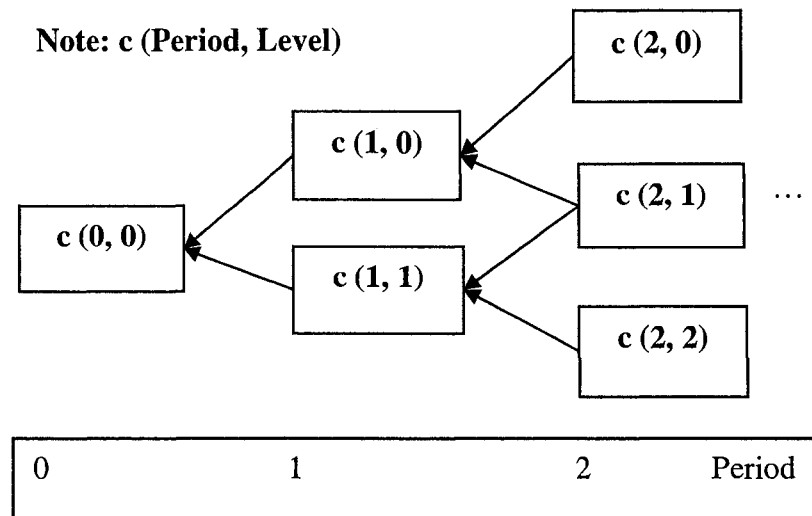 Note: c (Period, Level)
c (2, 0)
c (1, 0)
c (2, 1)
...
c (0, 0)
c (1, 1)
c (2, 2)
0 1 2 Period